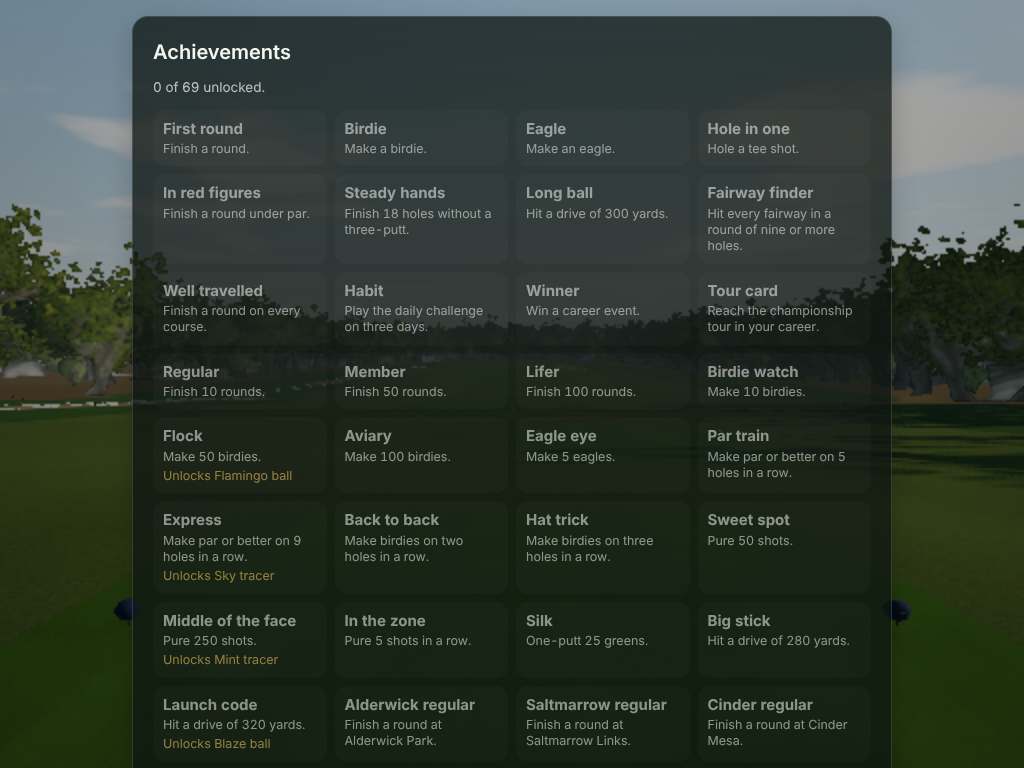 Achievements
0 of 69 unlocked.
First round
Finish a round.
Birdie
Make a birdie.
Eagle
Make an eagle.
Hole in one
Hole a tee shot.
In red figures
Finish a round under par.
Steady hands
Finish 18 holes without a
three-putt.
Long ball
Hit a drive of 300 yards.
Fairway finder
Hit every fairway in a
round of nine or more
holes.
Well travelled
Finish a round on every
course.
Habit
Play the daily challenge
on three days.
Winner
Win a career event.
Tour card
Reach the championship
tour in your career.
Regular
Finish 10 rounds.
Member
Finish 50 rounds.
Lifer
Finish 100 rounds.
Birdie watch
Make 10 birdies.
Flock
Make 50 birdies.
Unlocks Flamingo ball
Aviary
Make 100 birdies.
Eagle eye
Make 5 eagles.
Par train
Make par or better on 5
holes in a row.
Express
Make par or better on 9
holes in a row.
Unlocks Sky tracer
Back to back
Make birdies on two
holes in a row.
Hat trick
Make birdies on three
holes in a row.
Sweet spot
Pure 50 shots.
Middle of the face
Pure 250 shots.
Unlocks Mint tracer
In the zone
Pure 5 shots in a row.
Silk
One-putt 25 greens.
Big stick
Hit a drive of 280 yards.
Launch code
Hit a drive of 320 yards.
Unlocks Blaze ball
Alderwick regular
Finish a round at
Alderwick Park.
Saltmarrow regular
Finish a round at
Saltmarrow Links.
Cinder regular
Finish a round at Cinder
Mesa.